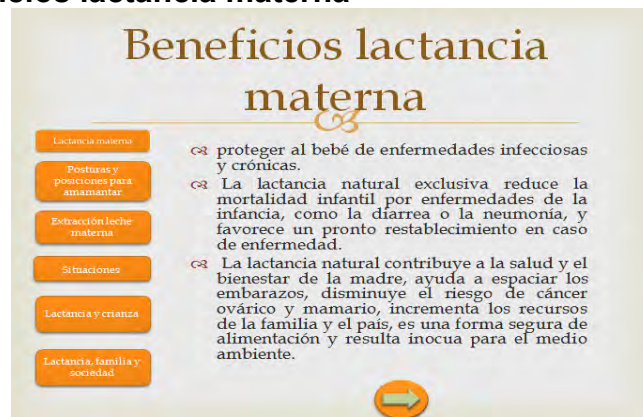 Beneficios lactancia
materna
Lactancia materna
Posturas y
posiciones para
amamantar
Extracción leche
materna
Situaciones
Lactancia y crianza
Lactancia, familia y
sociedad
proteger al bebé de enfermedades infecciosas
y crónicas.
La lactancia natural exclusiva reduce la
mortalidad infantil por enfermedades de la
infancia, como la diarrea o la neumonía, y
favorece un pronto restablecimiento en caso
de enfermedad.
La lactancia natural contribuye a la salud y el
bienestar de la madre, ayuda a espaciar los
embarazos, disminuye el riesgo de cáncer
ovárico y mamario, incrementa los recursos
de la familia y el país, es una forma segura de
alimentación y resulta inocua para el medio
ambiente.